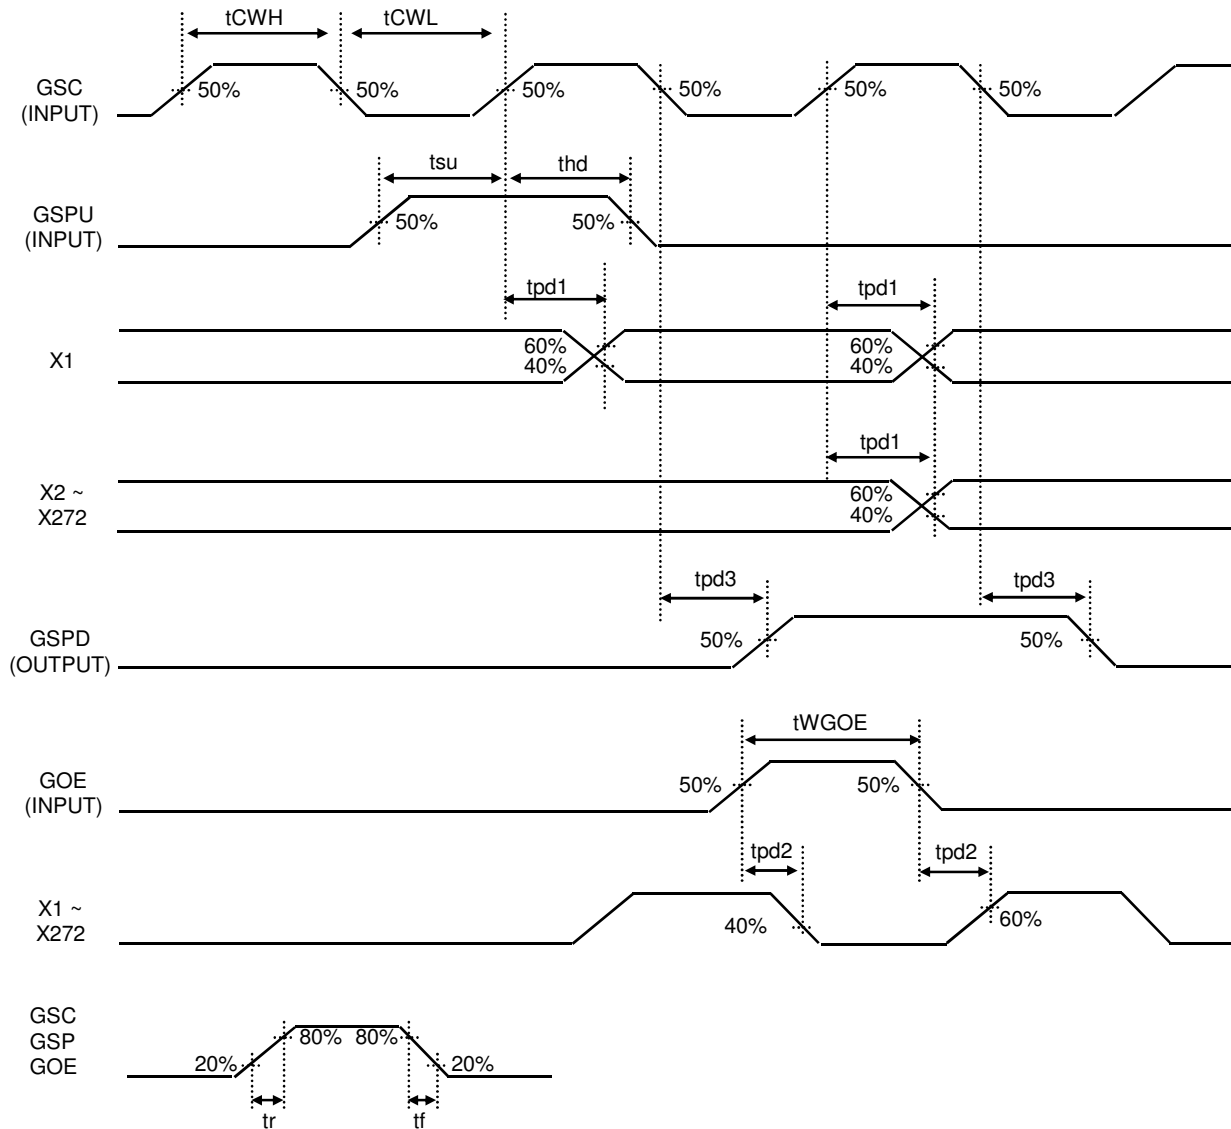 tCWH
tCWL
GSC
(INPUT)
50%
50%
50%
50%
50%
50%
tsu
thd
GSPU
(INPUT)
50%
50%
tpd1
tpd1
X1
60%
40%
60%
40%
tpd1
X2 ~
X272
60%
40%
tpd3
tpd3
GSPD
(OUTPUT)
50%
50%
tWGOE
GOE
(INPUT)
50%
50%
tpd2
tpd2
X1 ~
X272
40%
60%
GSC
GSP
GOE
20%
80%
80%
20%
tr
tf